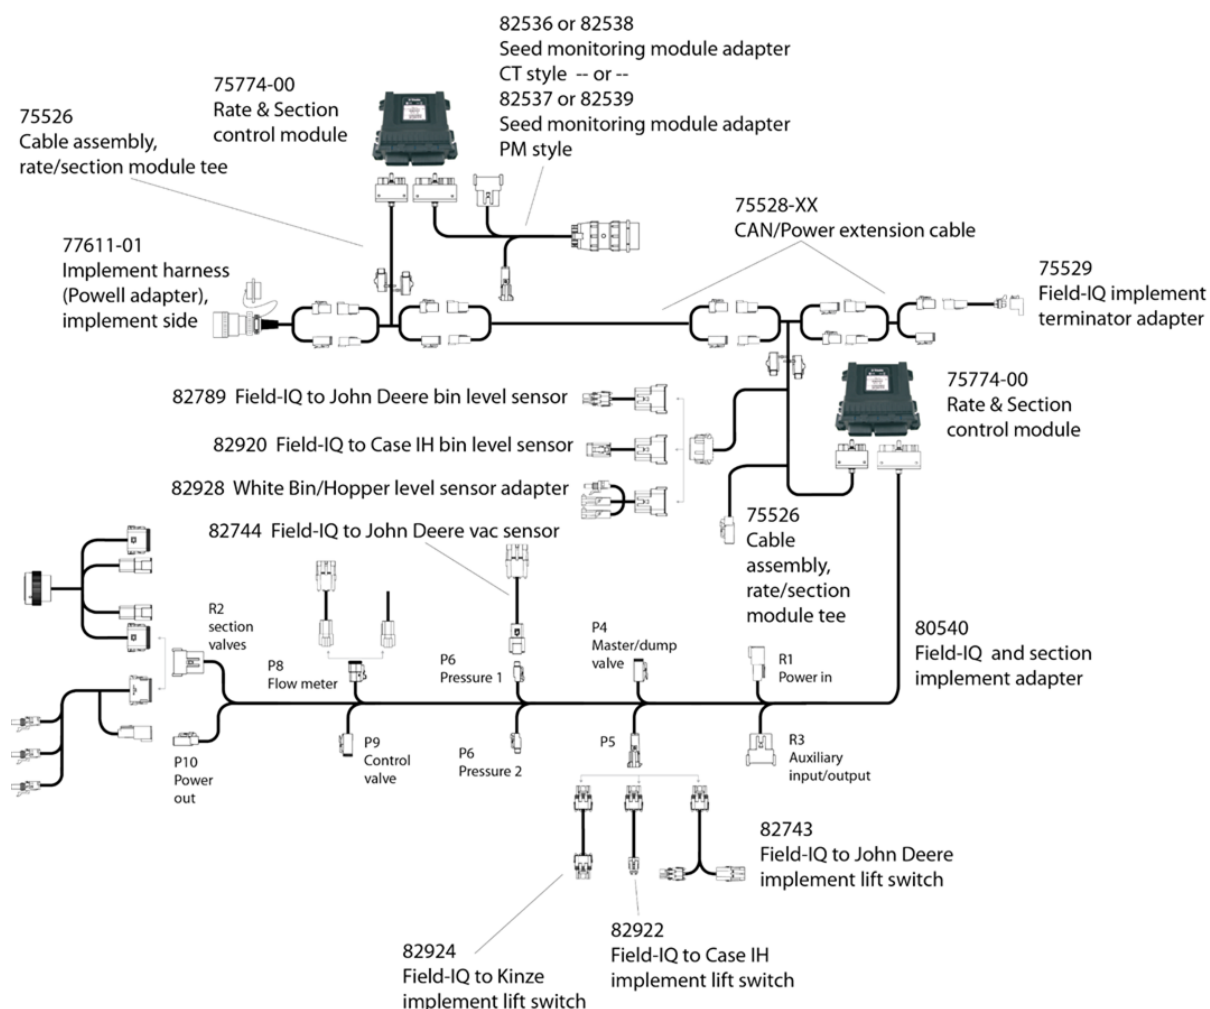 82536 or 82538
Seed monitoring module adapter
CT style -- or --
82537 or 82539
Seed monitoring module adapter
PM style
75774-00
Rate & Section
control module
75526
Cable assembly,
rate/section module tee
77611-01
Implement harness
(Powell adapter),
implement side
75528-XX
CAN/Power extension cable
75529
Field-IQ implement
terminator adapter
82789 Field-IQ to John Deere bin level sensor
82920 Field-IQ to Case IH bin level sensor
82928 White Bin/Hopper level sensor adapter
82744 Field-IQ to John Deere vac sensor
75774-00
Rate & Section
control module
75526
Cable
assembly,
rate/section
module tee
80540
Field-IQ and section
implement adapter
R2
section
valves
P8
Flow meter
P6
Pressure 1
P4
Master/dump
valve
R1
Power in
P10
Power
out
P9
Control
valve
P6
Pressure 2
P5
R3
Auxiliary
input/output
82743
Field-IQ to John Deere
implement lift switch
82922
Field-IQ to Case IH
implement lift switch
82924
Field-IQ to Kinze
implement lift switch